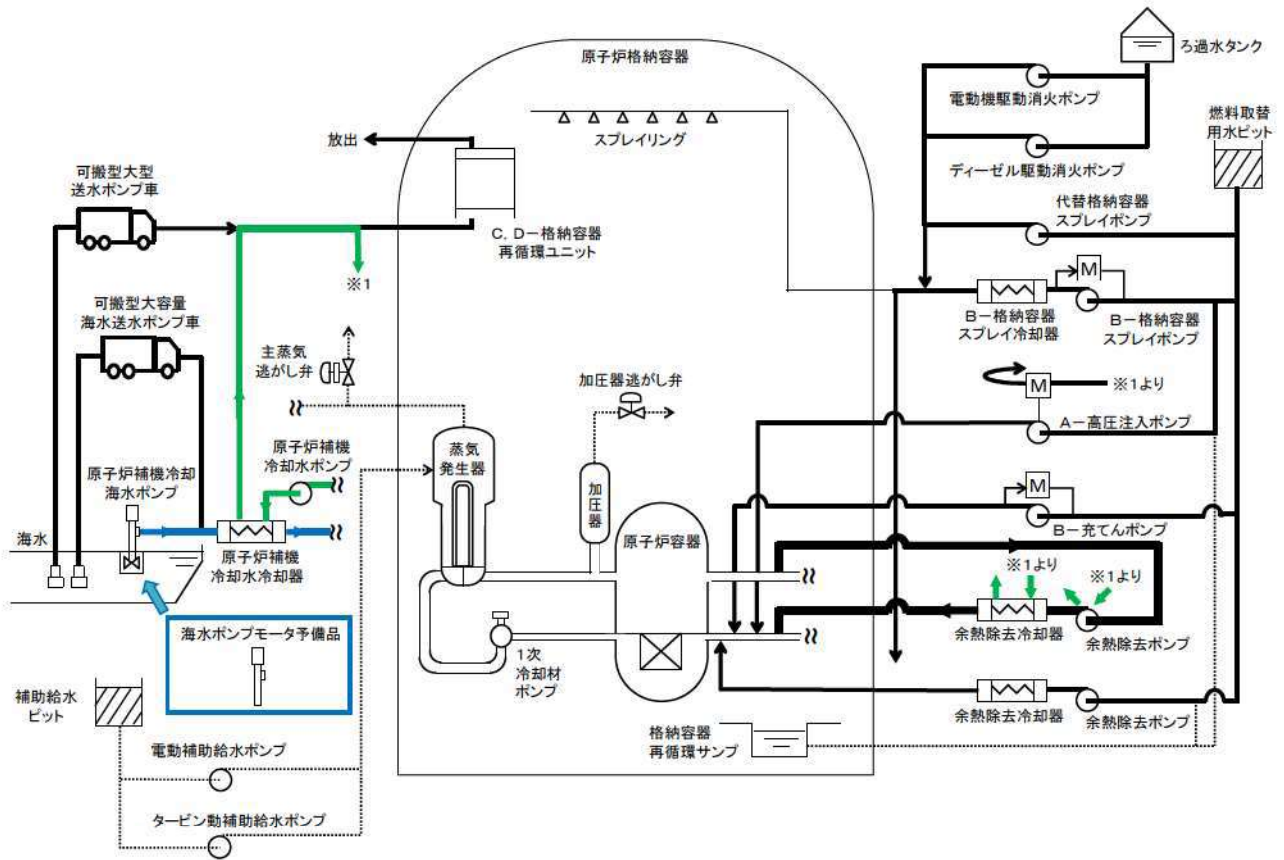 原子炉格納容器
ろ過水タンク
電動機駆動消火ポンプ
燃料取替
用水ピット
放出
スプレイリング
可搬型大型
送水ポンプ車
ディーゼル駆動消火ポンプ
代替格納容器
スプレイポンプ
C，D－格納容器
再循環ユニット
※1
M
B－格納容器
スプレイ冷却器
B－格納容器
スプレイポンプ
可搬型大容量
海水送水ポンプ車
主蒸気
逃がし弁
加圧器逃がし弁
M
※1より
A－高圧注入ポンプ
蒸気
発生器
原子炉補機
冷却水ポンプ
原子炉補機冷却
海水ポンプ
加
圧
器
M
B－充てんポンプ
原子炉容器
海水
原子炉補機
冷却水冷却器
※1より
※1より
余熱除去冷却器
余熱除去ポンプ
海水ポンプモータ予備品
1次
冷却材
ポンプ
補助給水
ピット
余熱除去冷却器
余熱除去ポンプ
格納容器
再循環サンプ
電動補助給水ポンプ
タービン動補助給水ポンプ